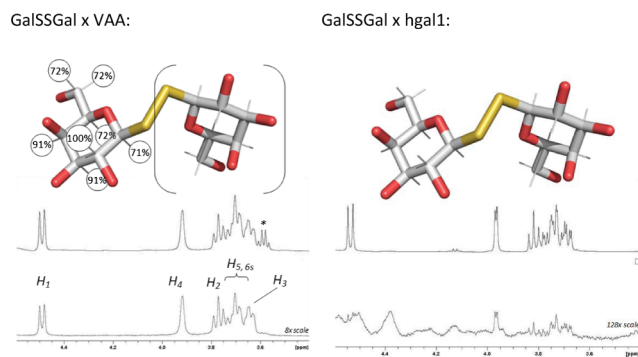 GalSSGal x VAA:
GalSSGal x hgal1:
72%
72%
91%
100%
72%
71%
91%
*
H1
H4
H2
H5, 6s
H3
8x scale
128x scale
4.4
4.2
4.0
3.8
3.6
[ppm]
4.4
4.2
4.0
3.8
3.6
[ppm]